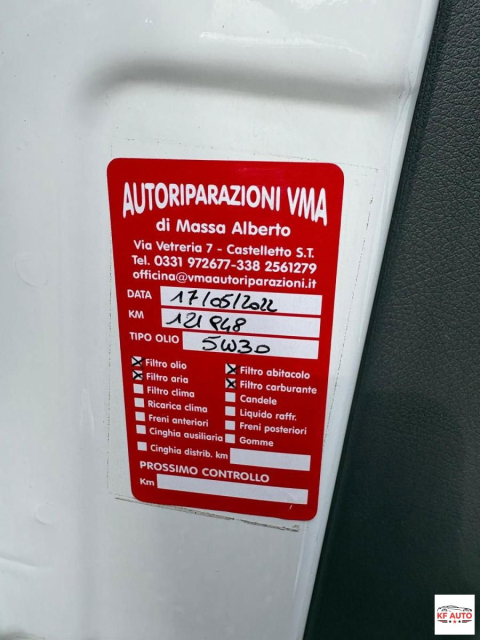 AUTORIPARAZIONI VMA
di Massa Alberto
Via Vetreria 7 - Castelletto S.T.
Tel. 0331 972677-338 2561279
officina@vmaautoriparazioni.it
DATA 17/05/2022
KM 121848
TIPO OLIO 5W30
Filtro olio Filtro abitacolo
Filtro aria Filtro carburante
Filtro clima Candele
Ricarica clima Liquido raffr.
Freni anteriori Freni posteriori
Cinghia ausiliaria Gomme
Cinghia distrib. km
PROSSIMO CONTROLLO
Km
KF AUTO